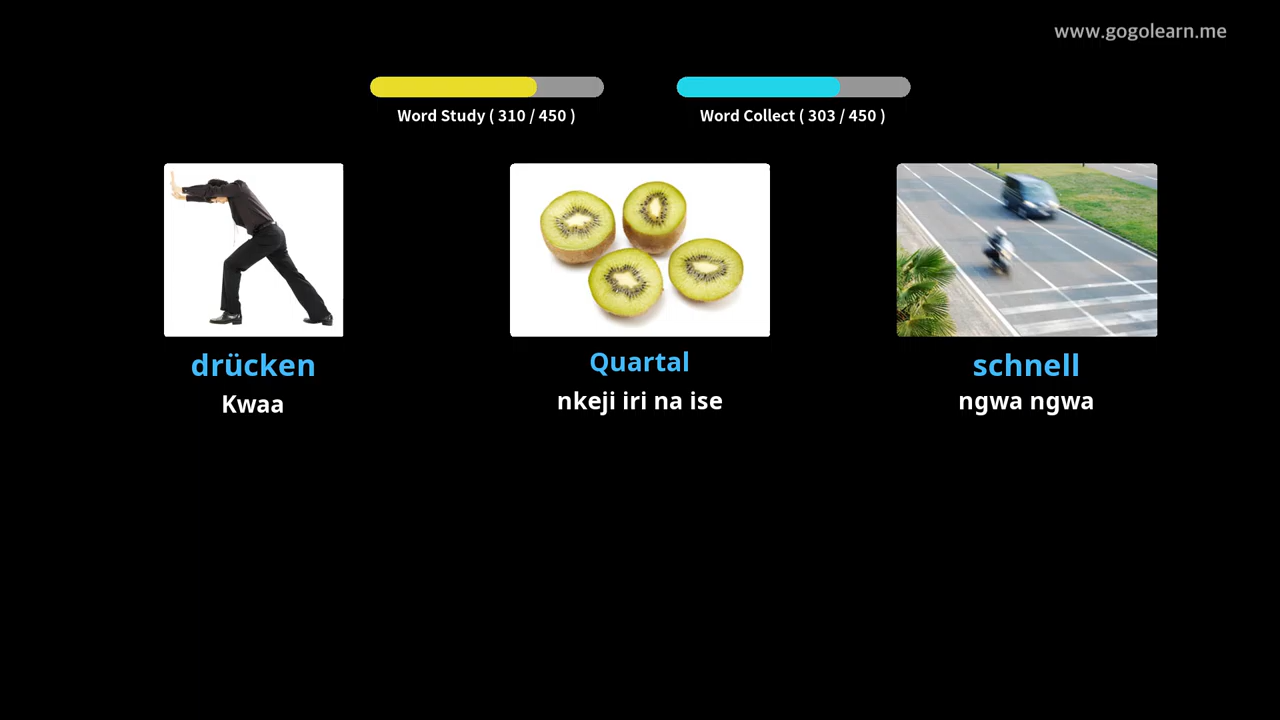 www.gogolearn.me
Word Study ( 310 / 450 )
Word Collect ( 303 / 450 )
drücken
Quartal
schnell
Kwaa
nkeji iri na ise
ngwa ngwa